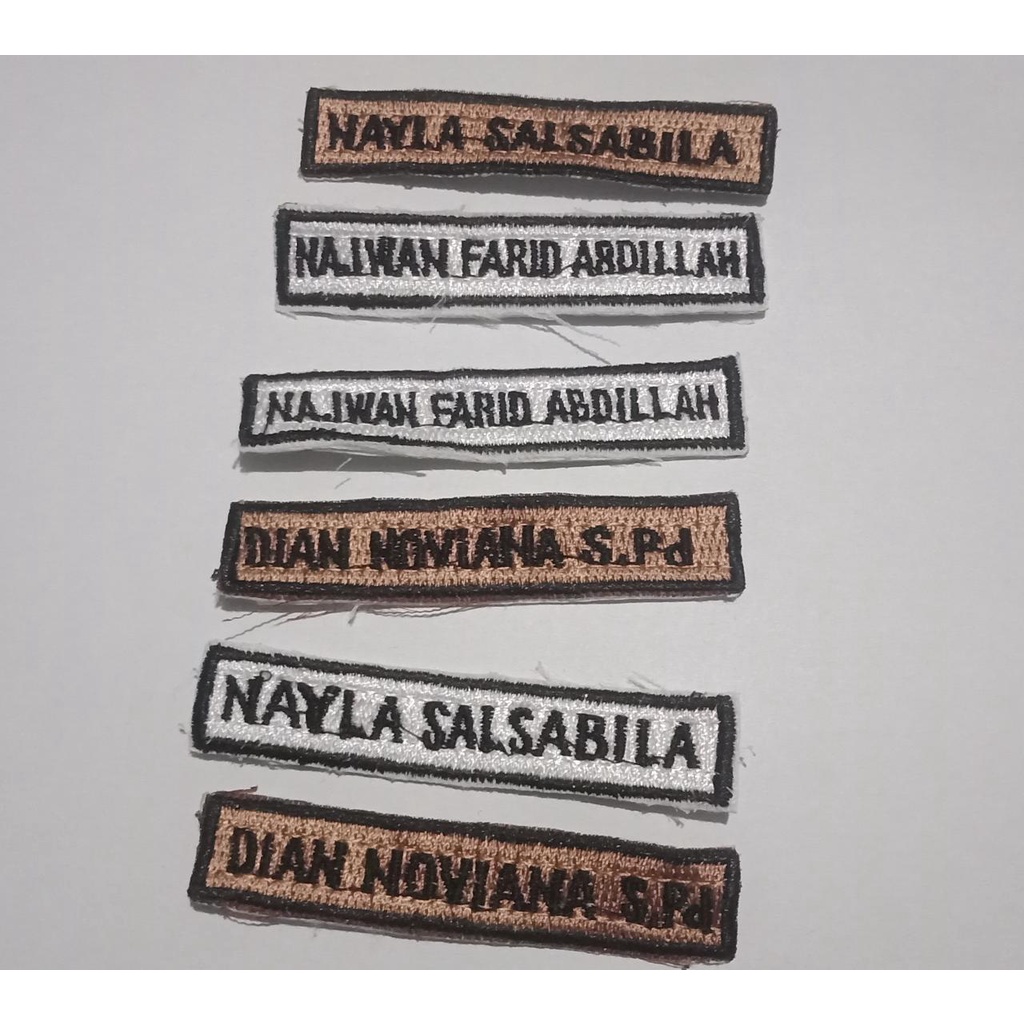 NAYLA SALSABILA
NAJWAN FARID ABDILLAH
NAJWAN FARID ABDILLAH
DIAN NOVIANA S.Pd
NAYLA SALSABILA
DIAN NOVIANA S.Pd